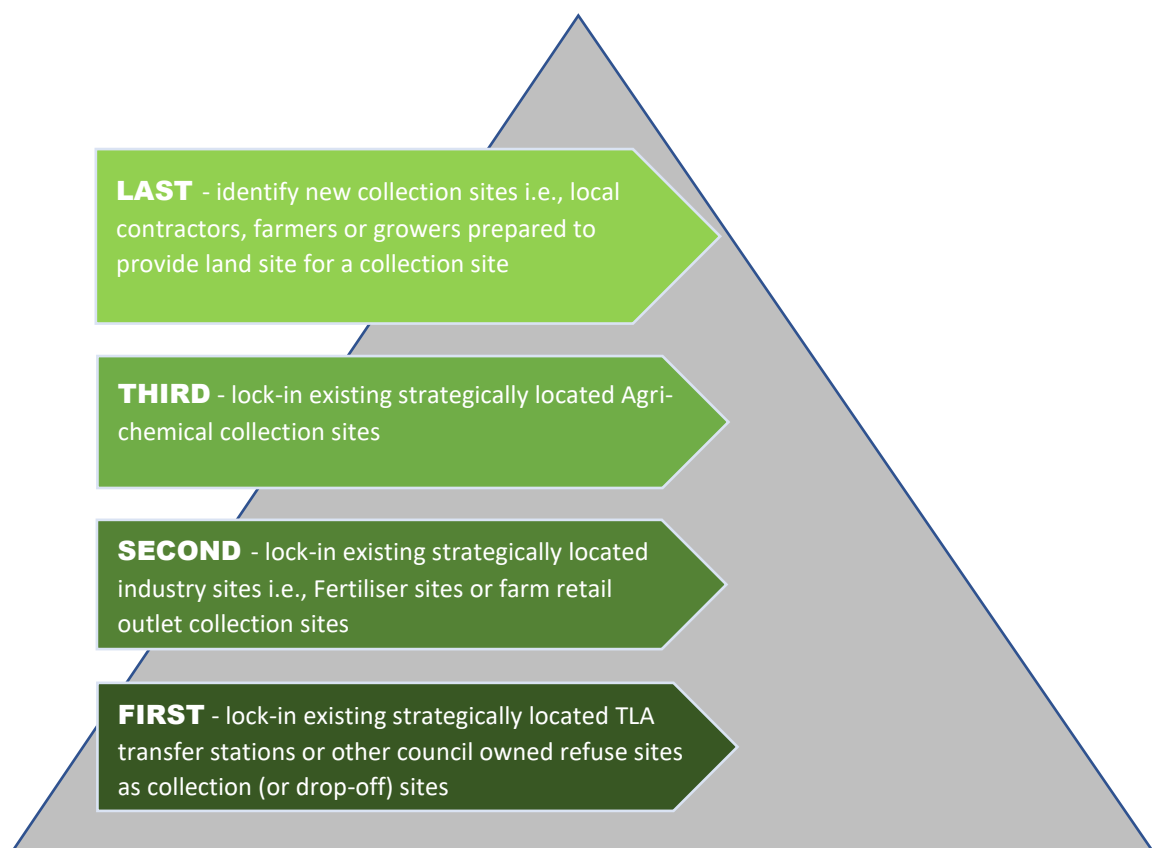 LAST - identify new collection sites i.e., local
contractors, farmers or growers prepared to
provide land site for a collection site
THIRD - lock-in existing strategically located Agri-
chemical collection sites
SECOND - lock-in existing strategically located
industry sites i.e., Fertiliser sites or farm retail
outlet collection sites
FIRST - lock-in existing strategically located TLA
transfer stations or other council owned refuse sites
as collection (or drop-off) sites